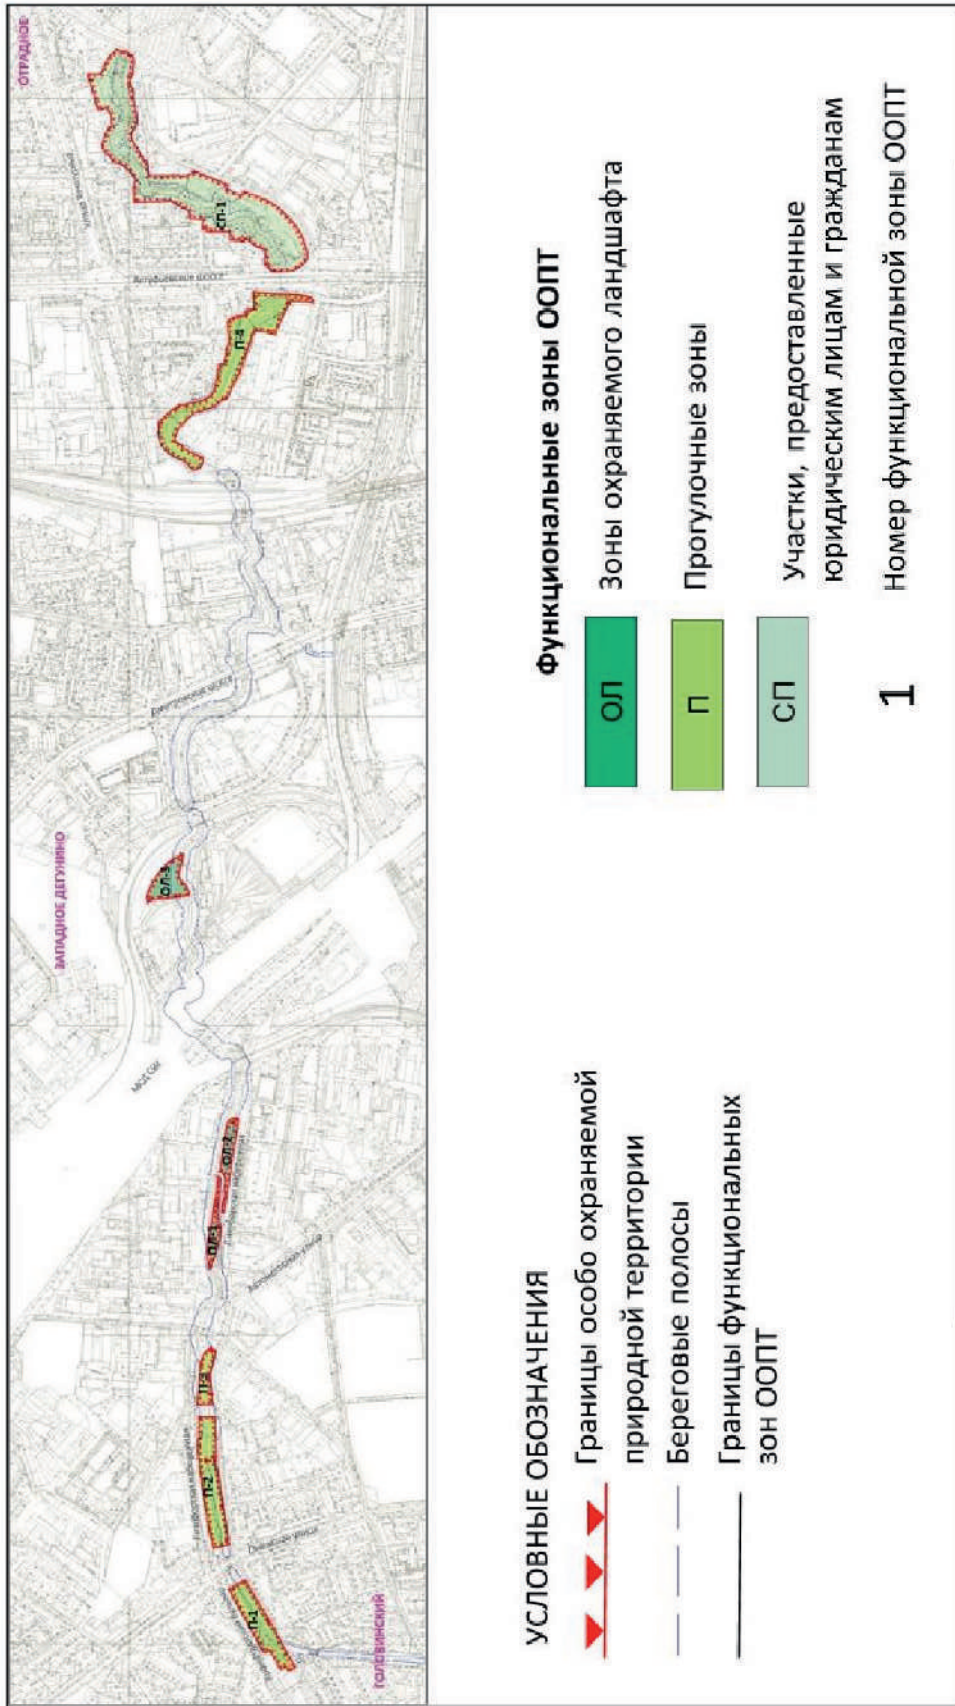 ОТРАДНОЕ
ЗАПАДНОЕ ДЕГУНИНО
ГОЛОВИНСКИЙ
Алтуфьевское шоссе
СП-1
П-4
ОЛ-3
ОЛ-2
ОЛ-1
П-3
П-2
П-1
УСЛОВНЫЕ ОБОЗНАЧЕНИЯ
Границы особо охраняемой
природной территории
Береговые полосы
Границы функциональных
зон ООПТ
Функциональные зоны ООПТ
ОЛ
Зоны охраняемого ландшафта
П
Прогулочные зоны
СП
Участки, предоставленные
юридическим лицам и гражданам
1
Номер функциональной зоны ООПТ